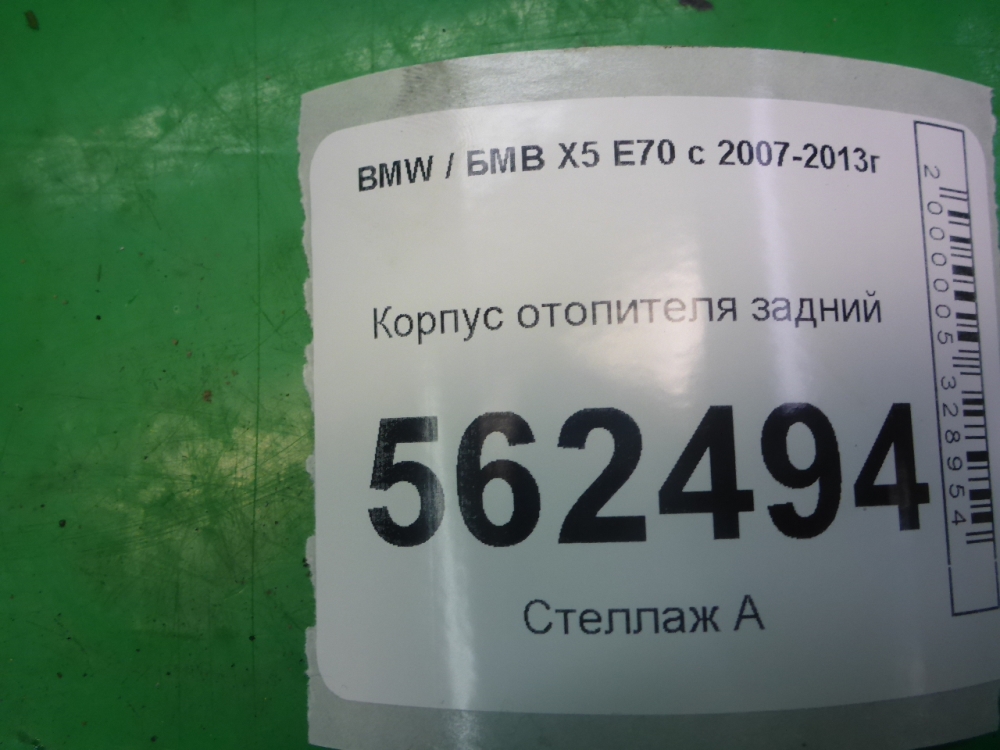 BMW / БМВ X5 E70 с 2007-2013г
Корпус отопителя задний
562494
Стеллаж А
2000005328954